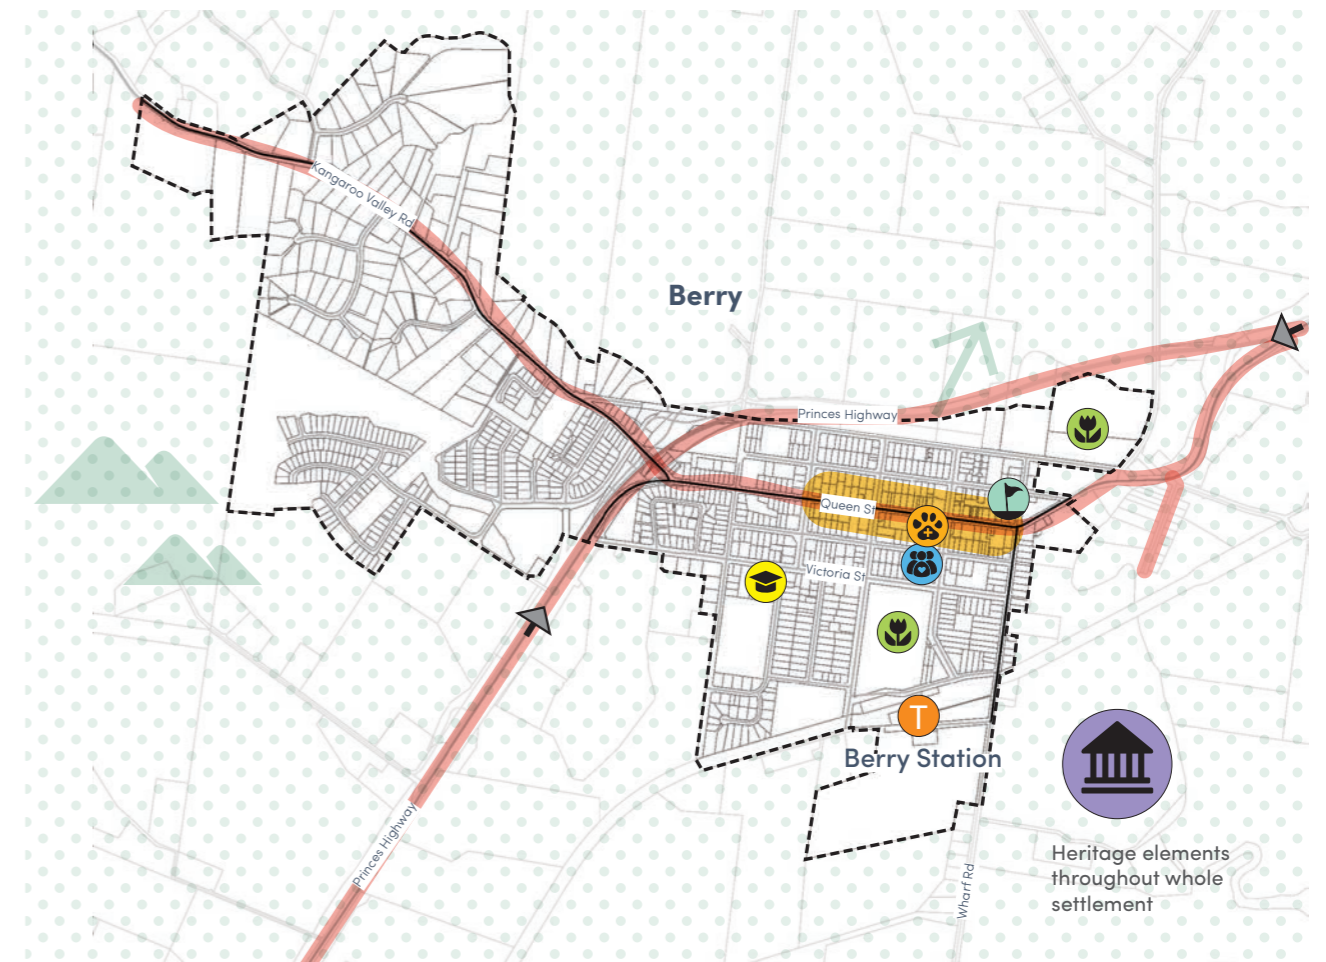 Kangaroo Valley Rd
Berry
Princes Highway
Queen St
Victoria St
T
Berry Station
Princes Highway
Wharf Rd
Heritage elements
throughout whole
settlement